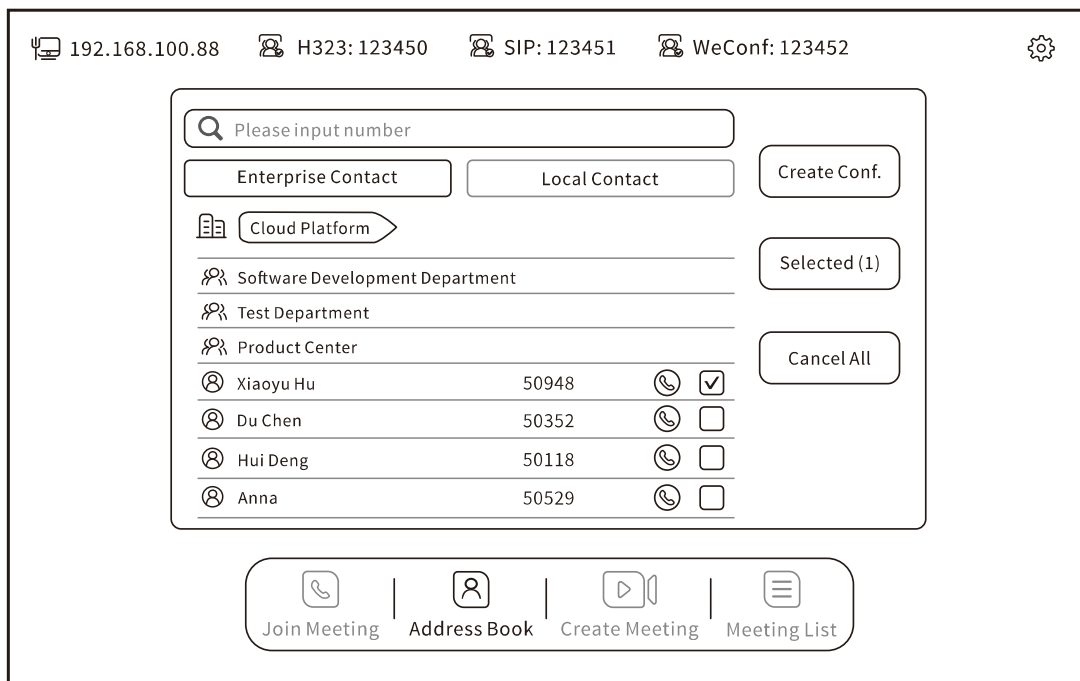 192.168.100.88 H323: 123450 SIP: 123451 WeConf: 123452
Please input number
Enterprise Contact Local Contact
Create Conf.
Cloud Platform
Selected (1)
Software Development Department
Test Department
Product Center
Cancel All
Xiaoyu Hu 50948
Du Chen 50352
Hui Deng 50118
Anna 50529
Join Meeting Address Book Create Meeting Meeting List